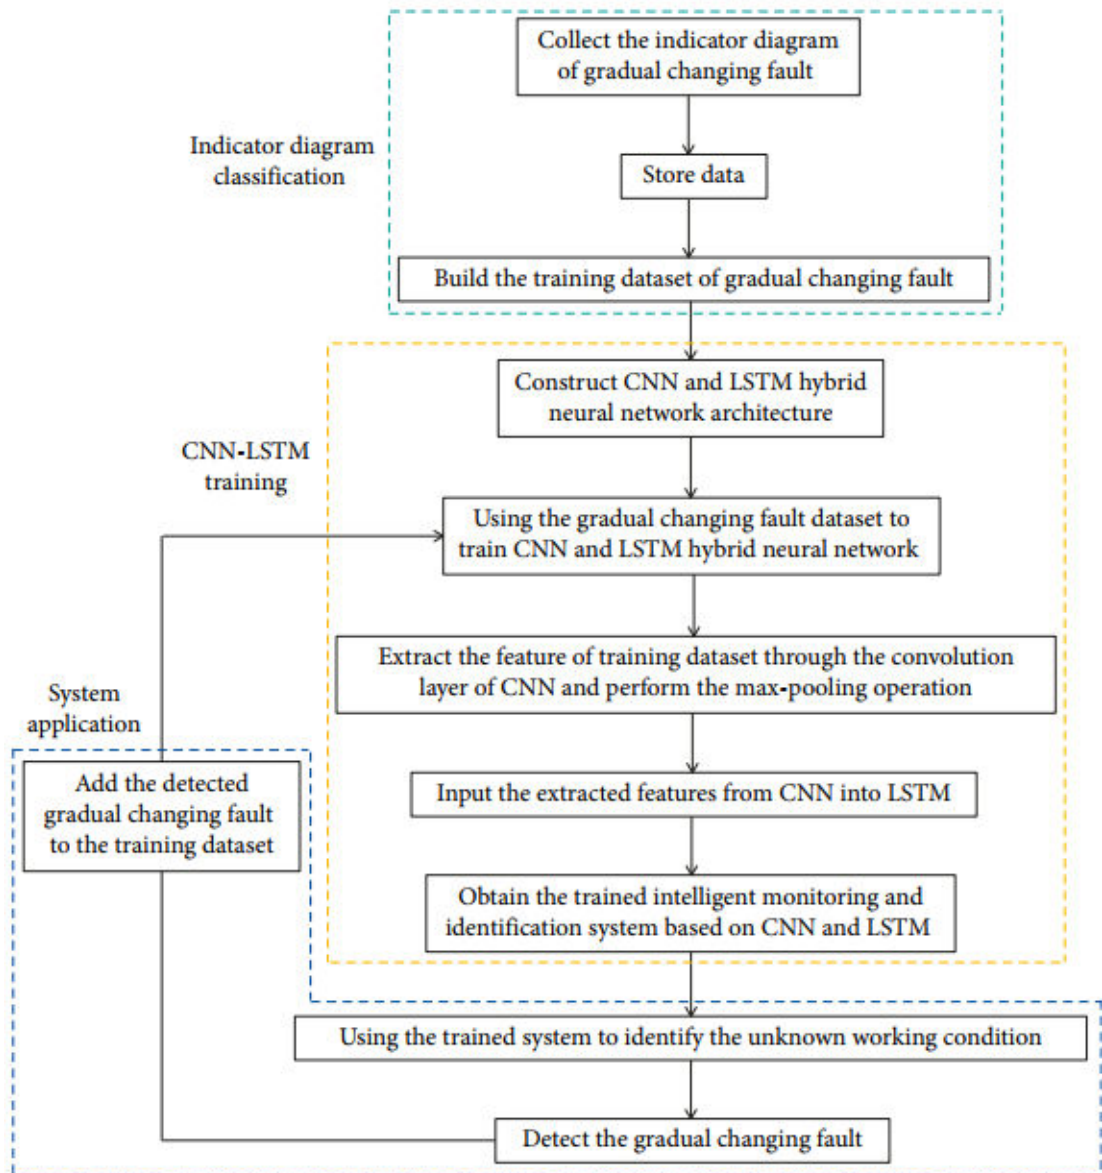 Collect the indicator diagram
of gradual changing fault
Indicator diagram
classification
Store data
Build the training dataset of gradual changing fault
Construct CNN and LSTM hybrid
neural network architecture
CNN-LSTM
training
Using the gradual changing fault dataset to
train CNN and LSTM hybrid neural network
Extract the feature of training dataset through the convolution
layer of CNN and perform the max-pooling operation
System
application
Add the detected
gradual changing fault
to the training dataset
Input the extracted features from CNN into LSTM
Obtain the trained intelligent monitoring and
identification system based on CNN and LSTM
Using the trained system to identify the unknown working condition
Detect the gradual changing fault